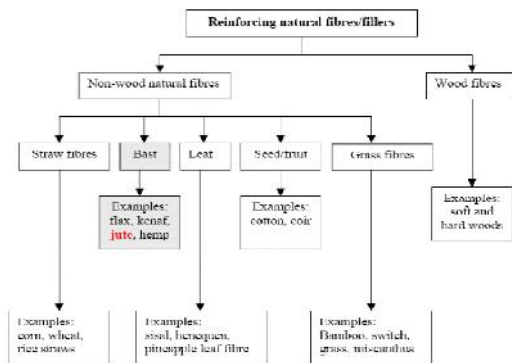 Reinforcing natural fibres/fillers
Non-wood natural fibres
Wood fibres
Straw fibres
Bast
Leaf
Seed/fruit
Grass fibres
Examples:
flax, kenaf,
jute, hemp
Examples:
cotton, coir
Examples:
soft and
hard woods
Examples:
corn, wheat,
rice straws
Examples:
sisal, henequen,
pineapple leaf fibre
Examples:
Bamboo, switch
grass, miscanthus